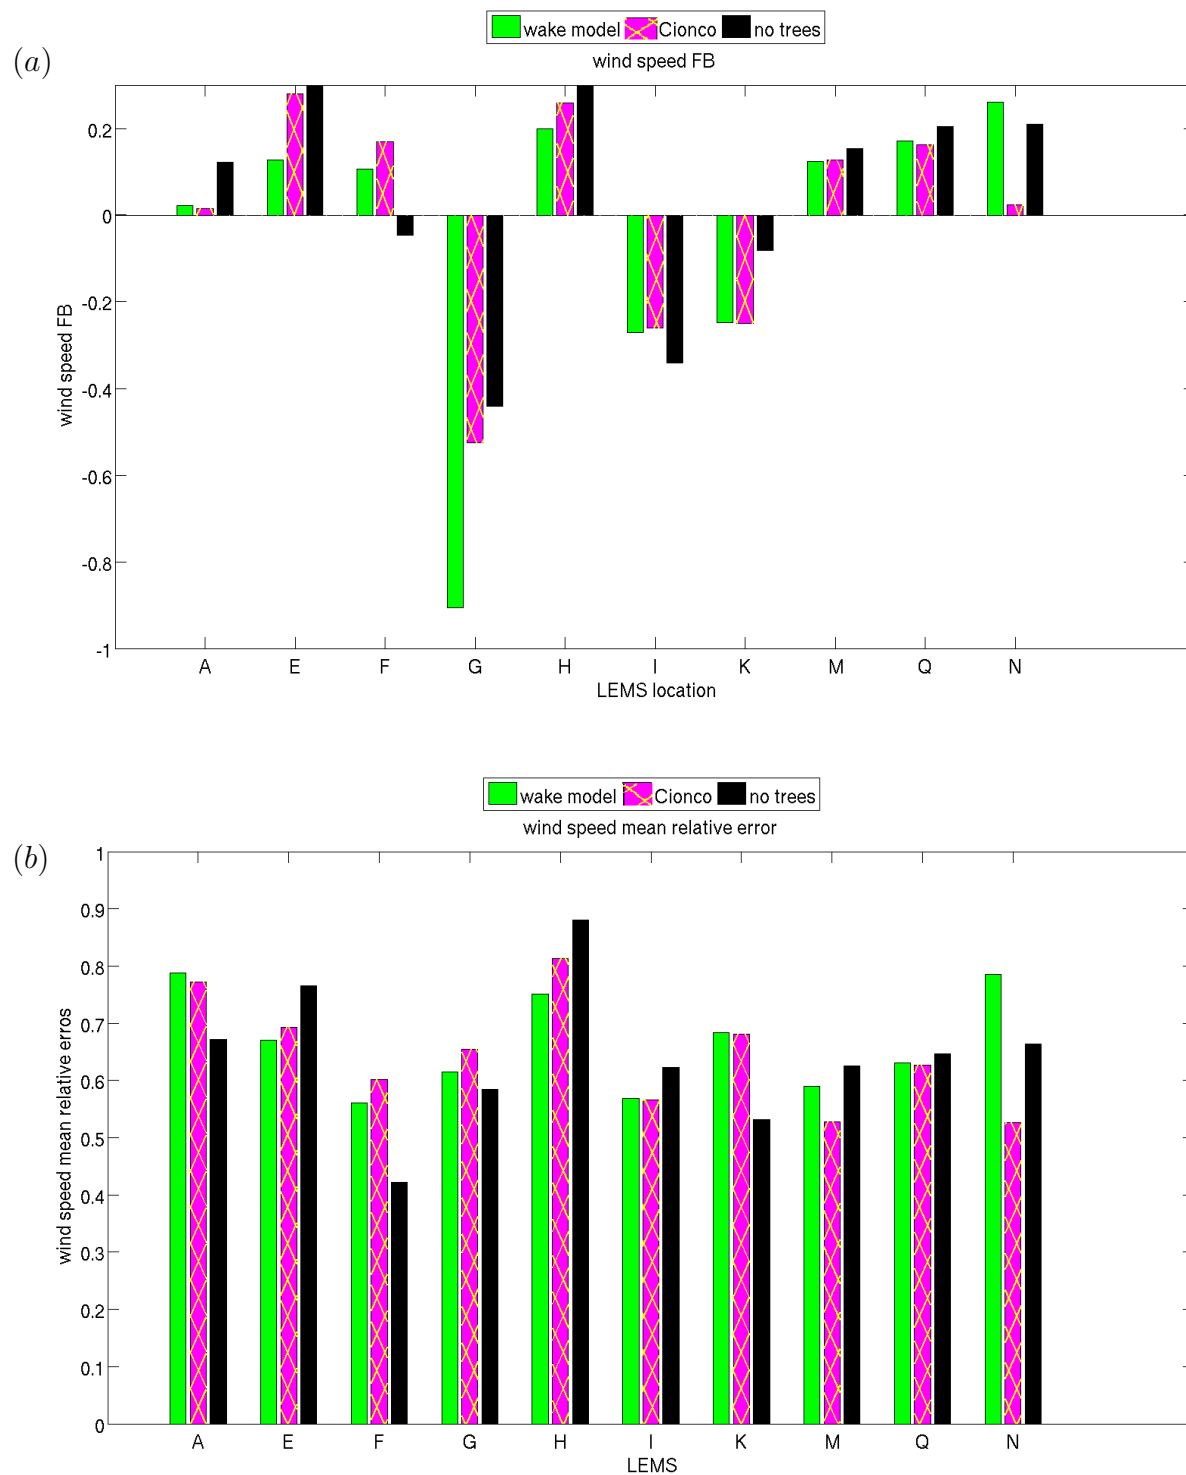 wake model Cionco no trees
(a)
wind speed FB
0.2
0
-0.2
-0.4
-0.6
-0.8
-1
wind speed FB
A E F G H I K M Q N
LEMS location
wake model Cionco no trees
wind speed mean relative error
(b)
1
0.9
0.8
0.7
0.6
0.5
0.4
0.3
0.2
0.1
0
wind speed mean relative erros
A E F G H I K M Q N
LEMS